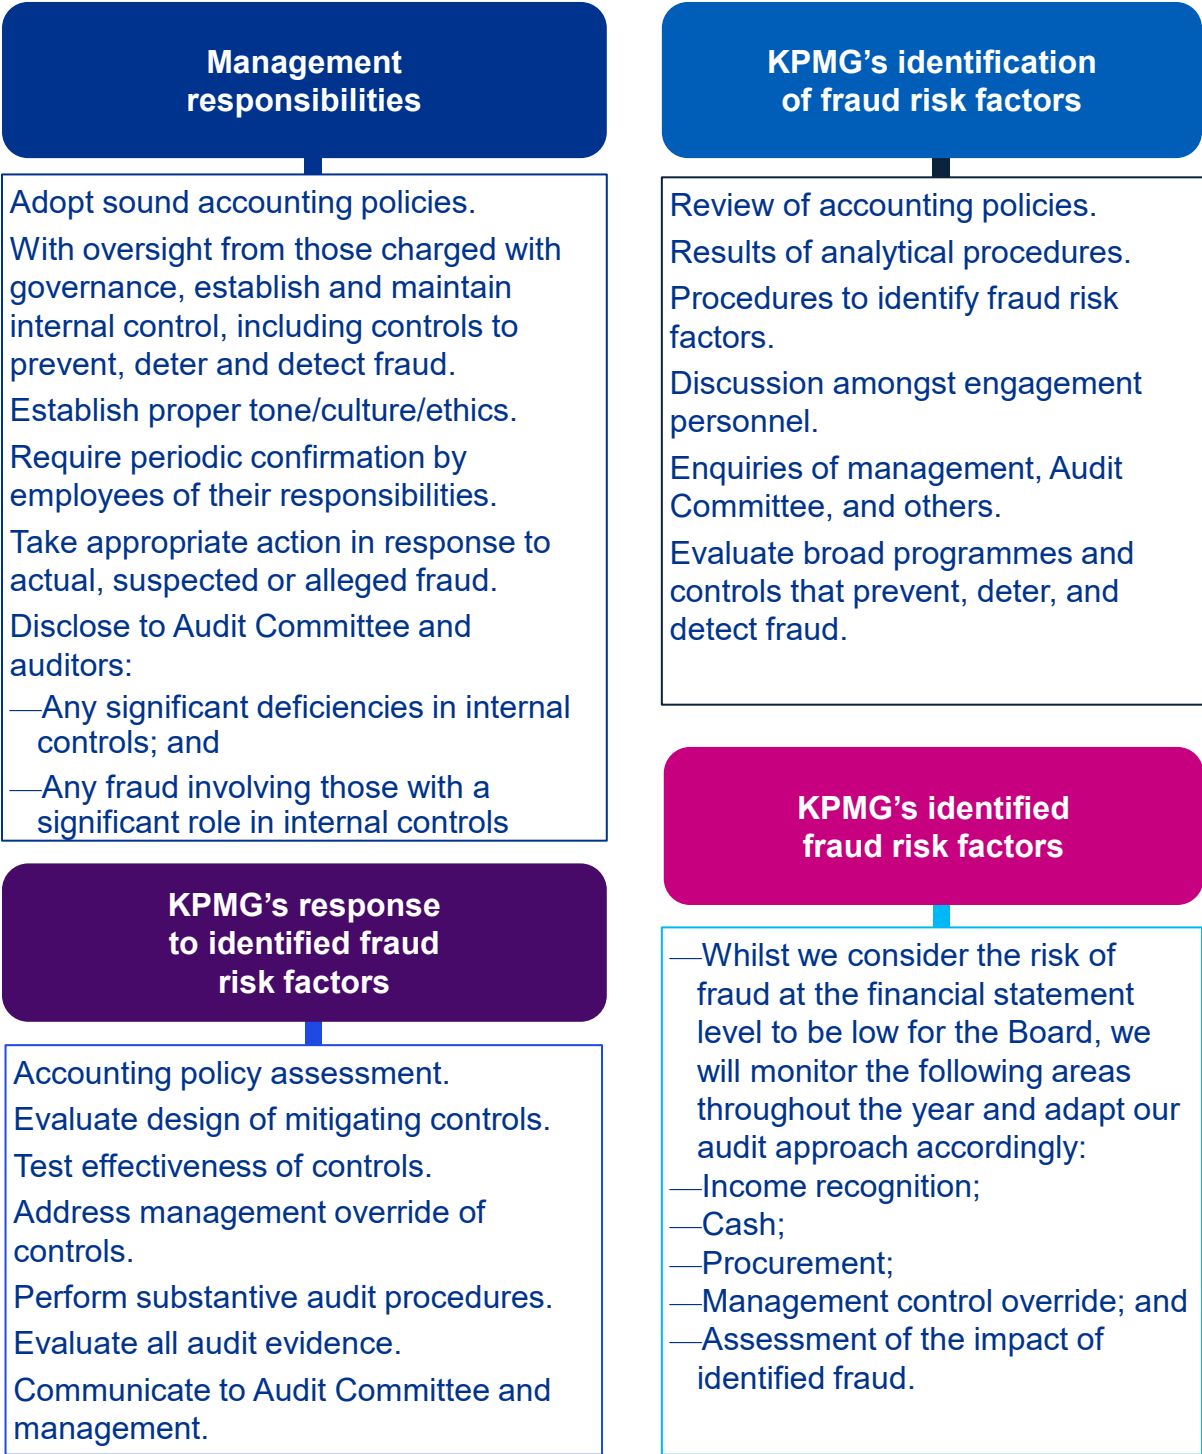 Management
responsibilities
Adopt sound accounting policies.
With oversight from those charged with
governance, establish and maintain
internal control, including controls to
prevent, deter and detect fraud.
Establish proper tone/culture/ethics.
Require periodic confirmation by
employees of their responsibilities.
Take appropriate action in response to
actual, suspected or alleged fraud.
Disclose to Audit Committee and
auditors:
—Any significant deficiencies in internal
controls; and
—Any fraud involving those with a
significant role in internal controls
KPMG's identification
of fraud risk factors
Review of accounting policies.
Results of analytical procedures.
Procedures to identify fraud risk
factors.
Discussion amongst engagement
personnel.
Enquiries of management, Audit
Committee, and others.
Evaluate broad programmes and
controls that prevent, deter, and
detect fraud.
KPMG's response
to identified fraud
risk factors
Accounting policy assessment.
Evaluate design of mitigating controls.
Test effectiveness of controls.
Address management override of
controls.
Perform substantive audit procedures.
Evaluate all audit evidence.
Communicate to Audit Committee and
management.
KPMG's identified
fraud risk factors
—Whilst we consider the risk of
fraud at the financial statement
level to be low for the Board, we
will monitor the following areas
throughout the year and adapt our
audit approach accordingly:
—Income recognition;
—Cash;
—Procurement;
—Management control override; and
—Assessment of the impact of
identified fraud.